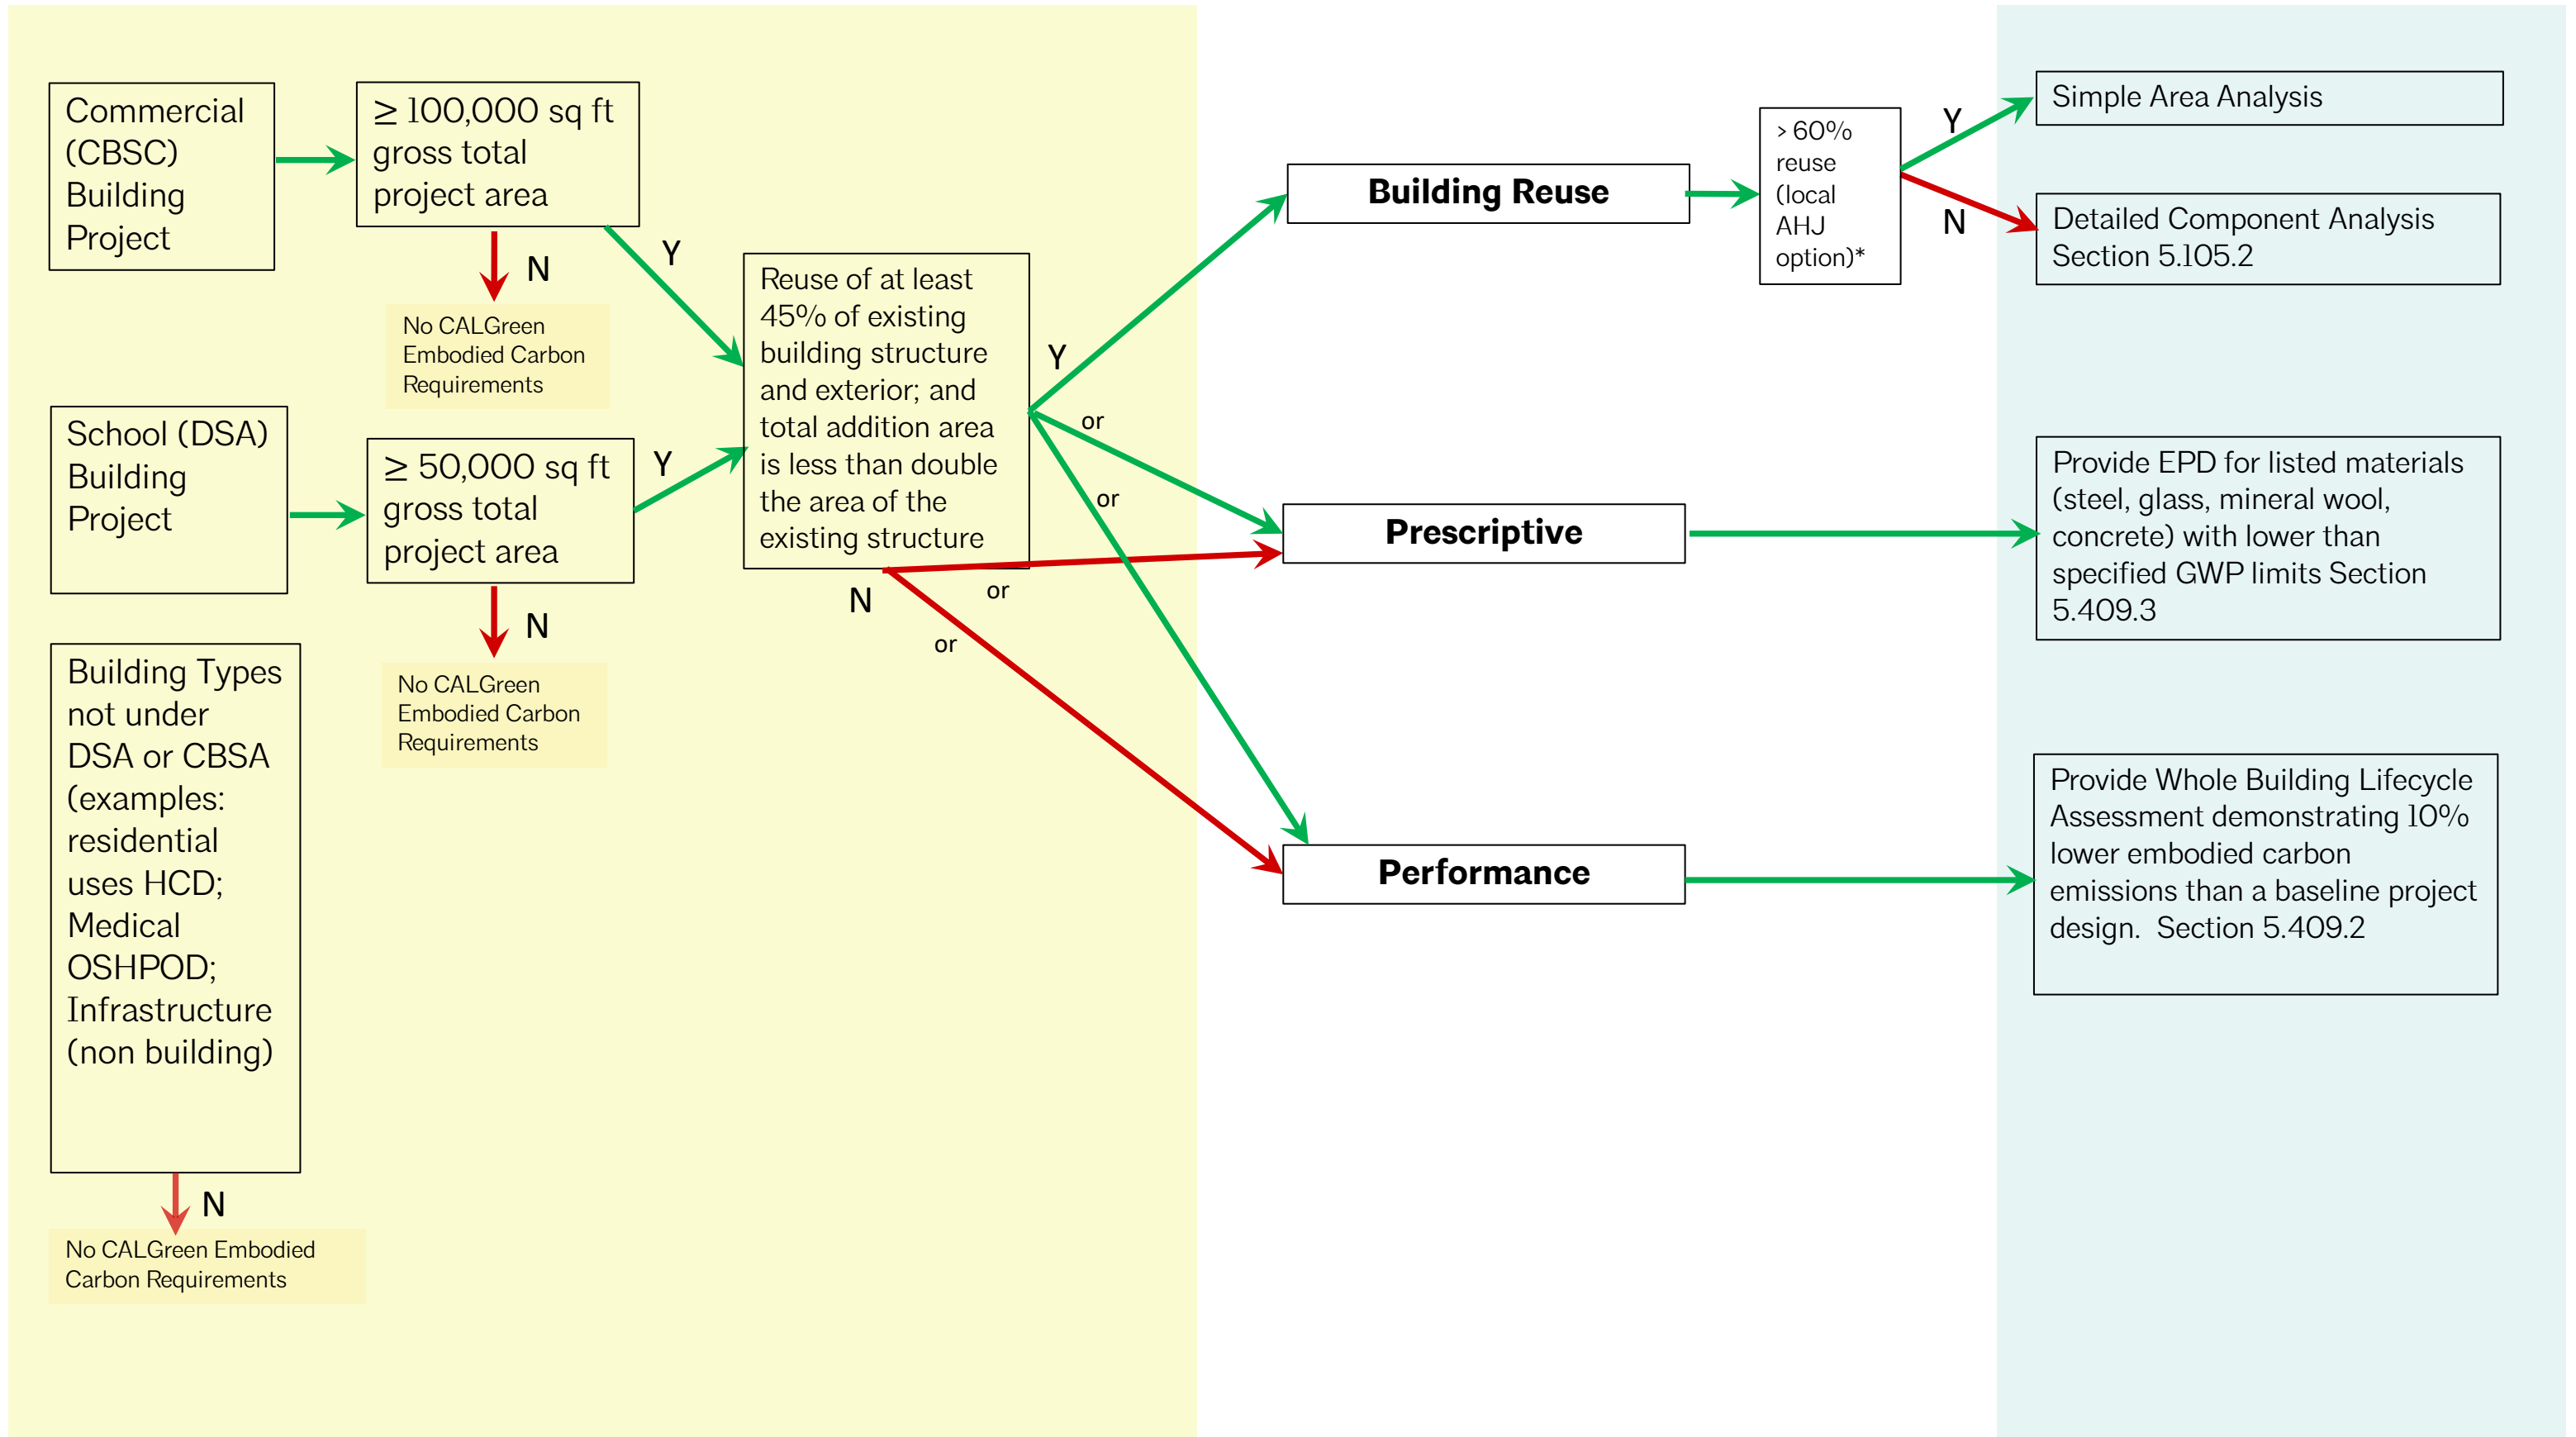 Commercial
(CBSC)
Building
Project
≥ 100,000 sq ft
gross total
project area
N
Y
No CALGreen
Embodied Carbon
Requirements
School (DSA)
Building
Project
≥ 50,000 sq ft
gross total
project area
Y
N
No CALGreen
Embodied Carbon
Requirements
Building Types
not under
DSA or CBSA
(examples:
residential
uses HCD;
Medical
OSHPOD;
Infrastructure
(non building)
N
No CALGreen Embodied
Carbon Requirements
Reuse of at least
45% of existing
building structure
and exterior; and
total addition area
is less than double
the area of the
existing structure
Y
or
or
N
or
or
Building Reuse
> 60%
reuse
(local
AHJ
option)*
Y
N
Simple Area Analysis
Detailed Component Analysis
Section 5.105.2
Prescriptive
Provide EPD for listed materials
(steel, glass, mineral wool,
concrete) with lower than
specified GWP limits Section
5.409.3
Performance
Provide Whole Building Lifecycle
Assessment demonstrating 10%
lower embodied carbon
emissions than a baseline project
design.  Section 5.409.2